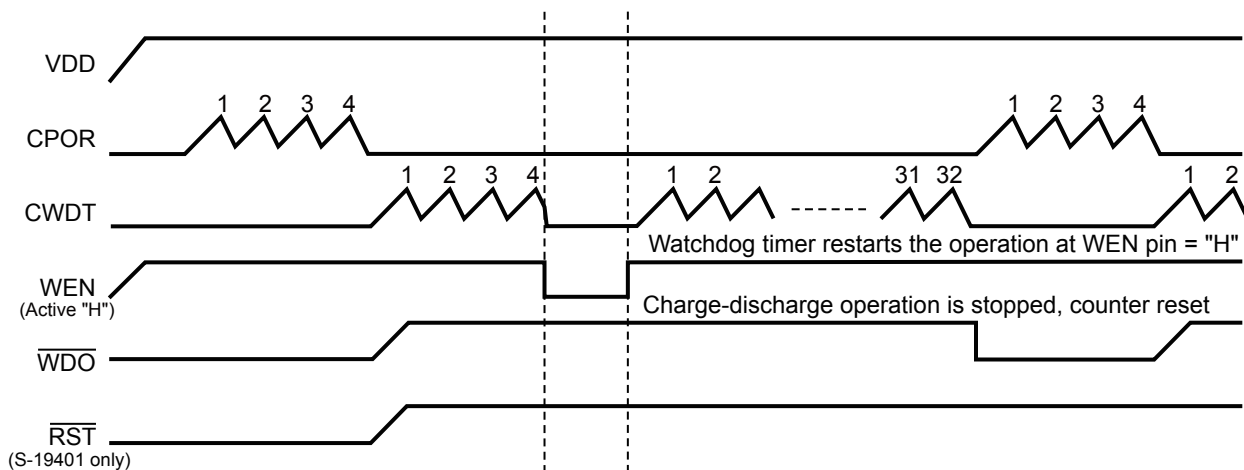 VDD
1 2 3 4 1 2 3 4
CPOR
1 2 3 4 1 2 31 32 1 2
CWDT
Watchdog timer restarts the operation at WEN pin = "H"
WEN
(Active "H")
Charge-discharge operation is stopped, counter reset
WDO
RST
(S-19401 only)